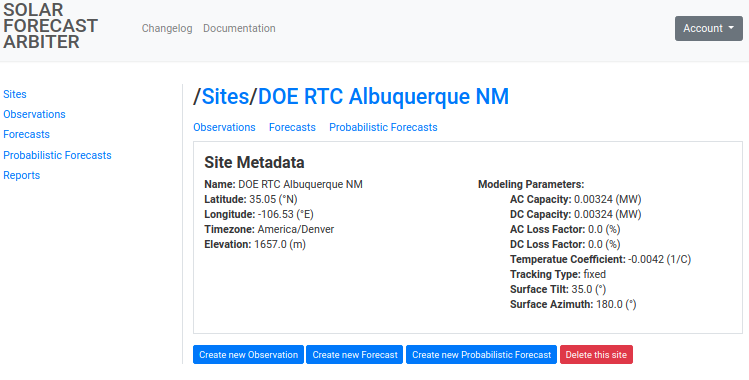 SOLAR
FORECAST
ARBITER
Changelog Documentation
Account
Sites
Observations
Forecasts
Probabilistic Forecasts
Reports
/Sites/DOE RTC Albuquerque NM
Observations Forecasts Probabilistic Forecasts
Site Metadata
Name: DOE RTC Albuquerque NM
Latitude: 35.05 (°N)
Longitude: -106.53 (°E)
Timezone: America/Denver
Elevation: 1657.0 (m)
Modeling Parameters:
AC Capacity: 0.00324 (MW)
DC Capacity: 0.00324 (MW)
AC Loss Factor: 0.0 (%)
DC Loss Factor: 0.0 (%)
Temperatue Coefficient: -0.0042 (1/C)
Tracking Type: fixed
Surface Tilt: 35.0 (°)
Surface Azimuth: 180.0 (°)
Create new Observation Create new Forecast Create new Probabilistic Forecast Delete this site